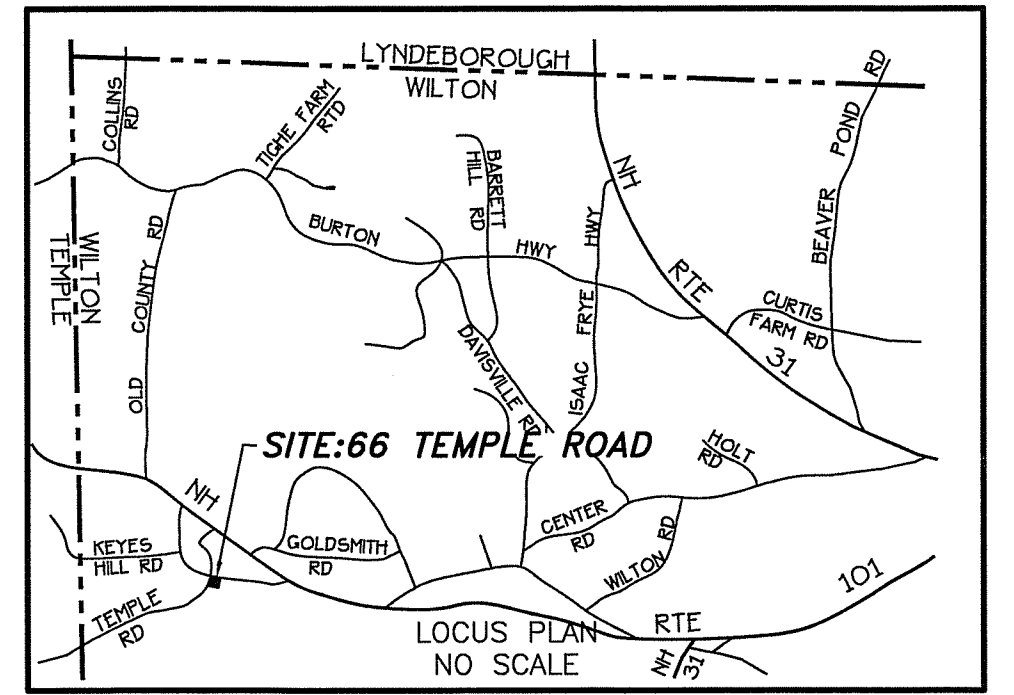 LYNDEBOROUGH
WILTON
COLLINS
RD
TIGHE FARM
RTD
BARRETT
HILL RD
NH
RTE
31
BEAVER POND RD
WILTON
TEMPLE
OLD COUNTY RD
BURTON HWY
ISAAC FRYE HWY
CURTIS
FARM RD
DAVISVILLE RD
SITE:66 TEMPLE ROAD
HOLT
RD
NH
KEYES
HILL RD
GOLDSMITH
RD
CENTER
RD
WILTON RD
TEMPLE
RD
RTE
101
NH
31
LOCUS PLAN
NO SCALE